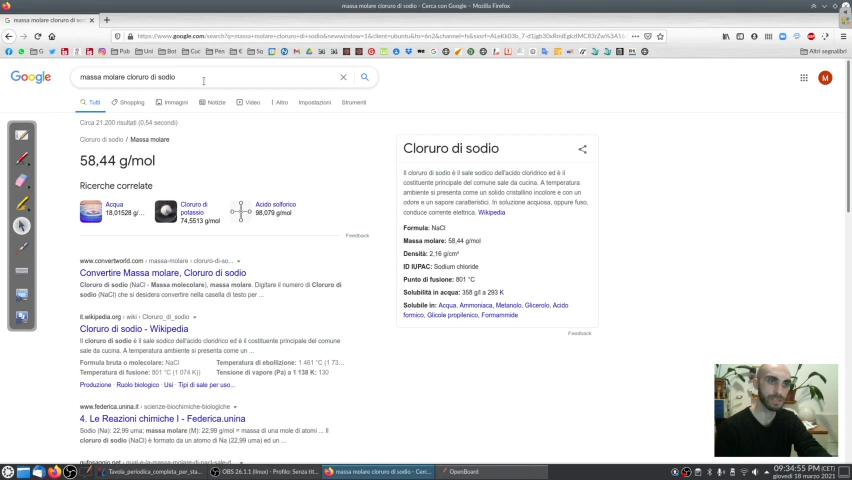 massa molare cloruro di sodio - Cerca con Google - Mozilla Firefox
massa molare cloruro di so
Pub
Uni
Bot
Cuc
Pen
€
Sq
Altri segnalibri
Google
massa molare cloruro di sodio
M
Tutti
Shopping
Immagini
Notizie
Video
Altro
Impostazioni
Strumenti
Circa 21.200 risultati (0,54 secondi)
Cloruro di sodio / Massa molare
58,44 g/mol
Ricerche correlate
Acqua
18,01528 g/...
Cloruro di potassio
74,5513 g/mol
Acido solforico
98,079 g/mol
Feedback
www.convertworld.com › massa-molare › cloruro-di-so...
Convertire Massa molare, Cloruro di sodio
Cloruro di sodio (NaCl - Massa molecolare), massa molare. Digitare il numero di Cloruro di
sodio (NaCl) che si desidera convertire nella casella di testo per ...
it.wikipedia.org › wiki › Cloruro_di_sodio
Cloruro di sodio - Wikipedia
Il cloruro di sodio è il sale sodico dell'acido cloridrico ed è il costituente principale del comune
sale da cucina. A temperatura ambiente si presenta come un ...
Formula bruta o molecolare: NaCl
Temperatura di ebollizione: 1 461 °C (1 73...
Temperatura di fusione: 801 °C (1 074 K))
Tensione di vapore (Pa) a 1 138 K: 130
Produzione · Ruolo biologico · Usi · Tipi di sale per uso...
www.federica.unina.it › scienze-biochimiche-biologiche
4. Le Reazioni chimiche I - Federica.unina
Sodio (Na): 22,99 uma; massa molare (M): 22,99 g/mol = massa di una mole di atomi ... Il
cloruro di sodio (NaCl) è formato da un atomo di Na (22,99 uma) ed un ...
Cloruro di sodio
Il cloruro di sodio è il sale sodico dell'acido cloridrico ed è il
costituente principale del comune sale da cucina. A temperatura
ambiente si presenta come un solido cristallino incolore e con un
odore e un sapore caratteristici. In soluzione acquosa, oppure fuso,
conduce corrente elettrica. Wikipedia
Formula: NaCl
Massa molare: 58,44 g/mol
Densità: 2,16 g/cm³
ID IUPAC: Sodium chloride
Punto di fusione: 801 °C
Solubilità in acqua: 358 g/l a 293 K
Solubile in: Acqua, Ammoniaca, Metanolo, Glicerolo, Acido
formico, Glicole propilenico, Formammide
Feedback
Tavola_periodica_completa_per_sta...
OBS 26.1.1 (linux) - Profilo: Senza tit...
massa molare cloruro di sodio - Cerc...
OpenBoard
09:34:55 PM (CET)
giovedì 18 marzo 2021